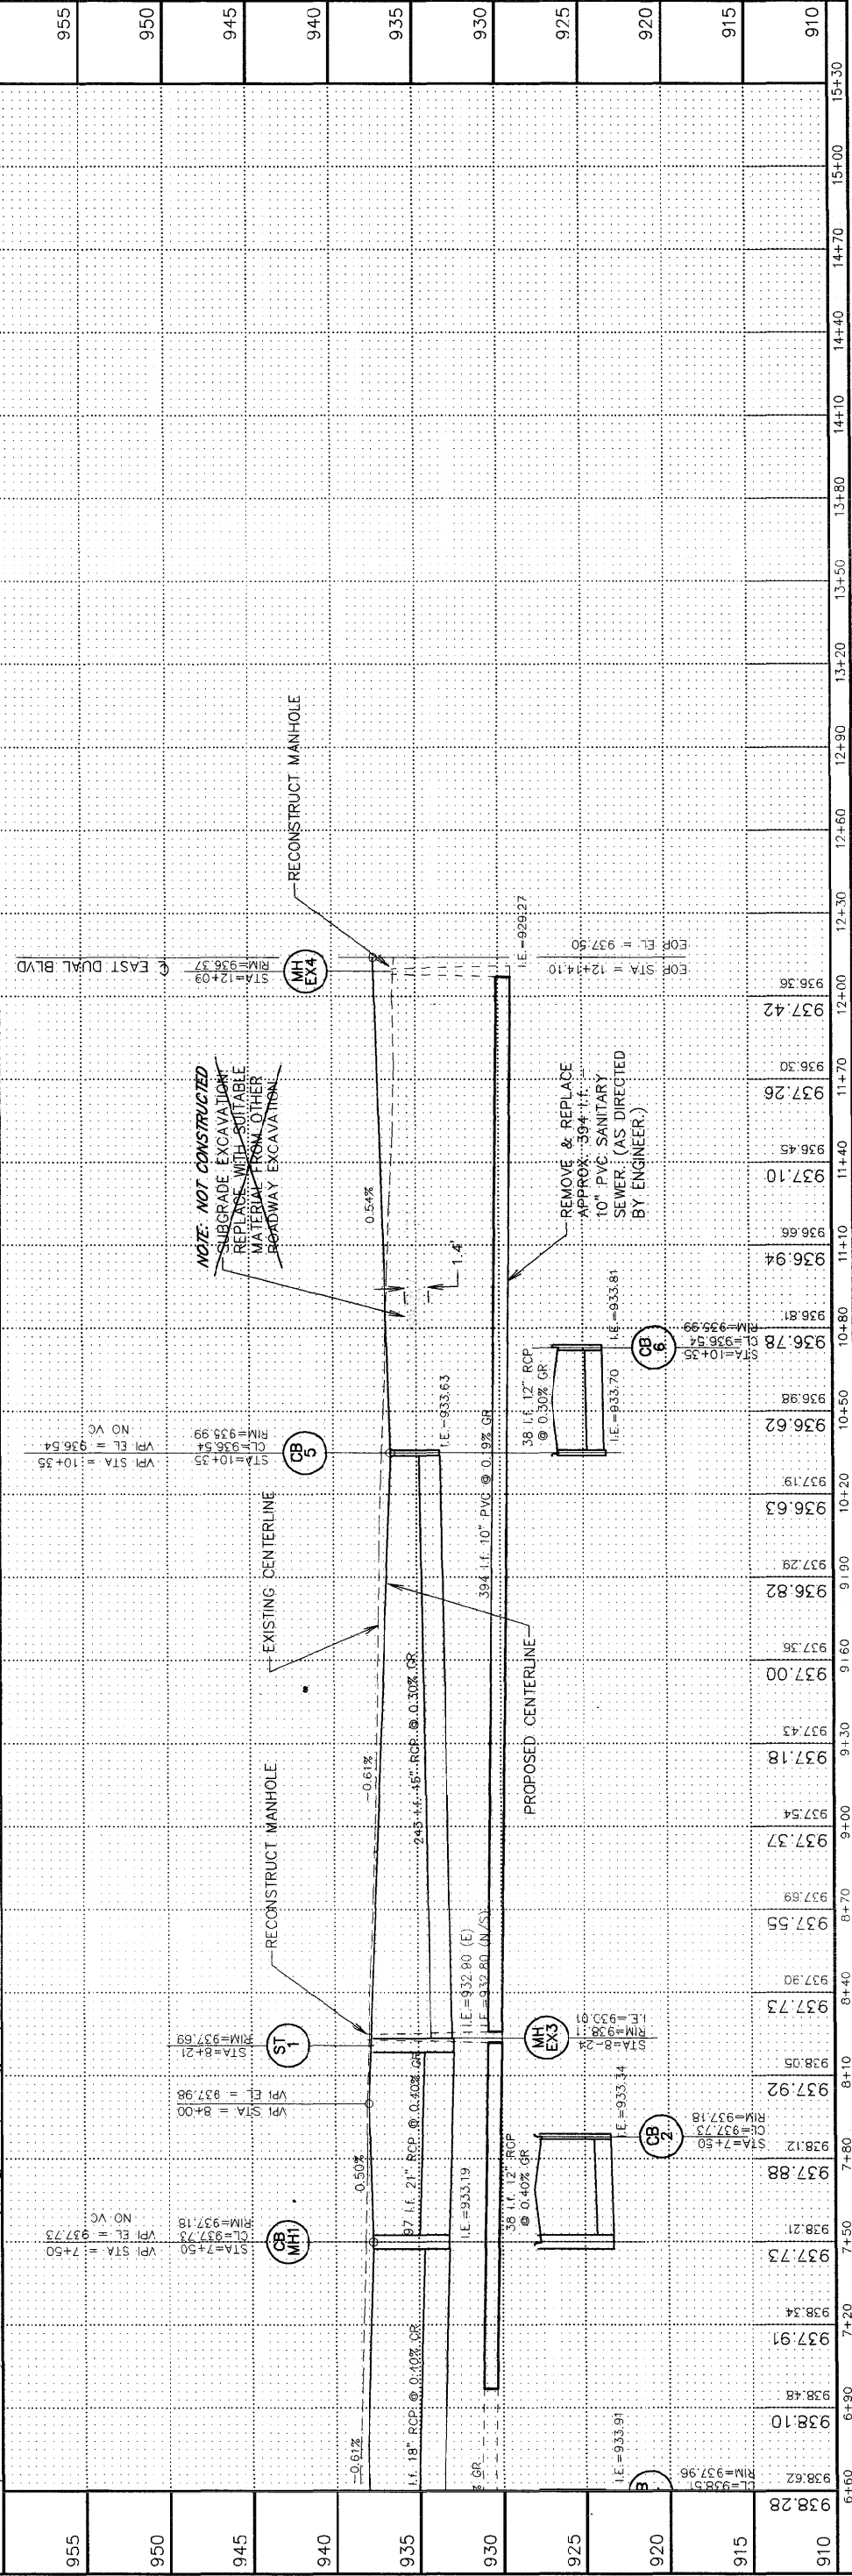 955
950
945
940
935
930
925
920
915
910
NOTE: NOT CONSTRUCTED
SUBGRADE EXCAVATION
REPLACE WITH SUITABLE
MATERIAL FROM OTHER
ROADWAY EXCAVATION
RECONSTRUCT MANHOLE
EXISTING CENTERLINE
RECONSTRUCT MANHOLE
PROPOSED CENTERLINE
REMOVE & REPLACE
APPROX. 394 l.f.
10" PVC SANITARY
SEWER. (AS DIRECTED
BY ENGINEER.)
VPI STA = 7+50
VPI EL = 937.73
NO VC
STA=7+50
CL=937.73
RIM=937.18
CB
MH1
VPI STA = 8+00
VPI EL = 937.98
STA=8+21
RIM=937.69
ST
1
VPI STA = 10+35
VPI EL = 936.54
NO VC
STA=10+35
CL=936.54
RIM=935.99
CB
5
℄ EAST DUAL BLVD
STA=12+09
RIM=936.37
MH
EX4
-0.61%
0.50%
-0.61%
0.54%
l.f. 18" RCP @ 0.40% GR
97 l.f. 21" RCP @ 0.40% GR
243 l.f. 15" RCP @ 0.30% GR
394 l.f. 10" PVC @ 0.19% GR
1.4'
I.E.=933.19
I.E.=932.90 (E)
I.E.=932.80 (N/S)
I.E.=933.63
I.E.=929.27
EOP STA = 12+14.10
EOP EL = 937.50
% GR
I.E.=933.91
CL=938.51
RIM=937.96
38 l.f. 12" RCP
@ 0.40% GR
I.E.=933.34
CB
2
STA=7+50
CL=937.73
RIM=937.18
MH
EX3
STA=8+24
RIM=938.11
I.E.=930.01
38 l.f. 12" RCP
@ 0.30% GR
I.E.=933.70
I.E.=933.81
CB
6
STA=10+35
CL=936.54
RIM=935.99
938.62
938.28
938.48
938.10
938.34
937.91
938.21
937.73
938.12
937.88
938.05
937.92
937.90
937.73
937.69
937.55
937.54
937.37
937.43
937.18
937.36
937.00
937.29
936.82
937.19
936.63
936.98
936.62
936.81
936.78
936.66
936.94
936.45
937.10
936.30
937.26
936.36
937.42
6+60
6+90
7+20
7+50
7+80
8+10
8+40
8+70
9+00
9+30
9+60
9+90
10+20
10+50
10+80
11+10
11+40
11+70
12+00
12+30
12+60
12+90
13+20
13+50
13+80
14+10
14+40
14+70
15+00
15+30
955
950
945
940
935
930
925
920
915
910